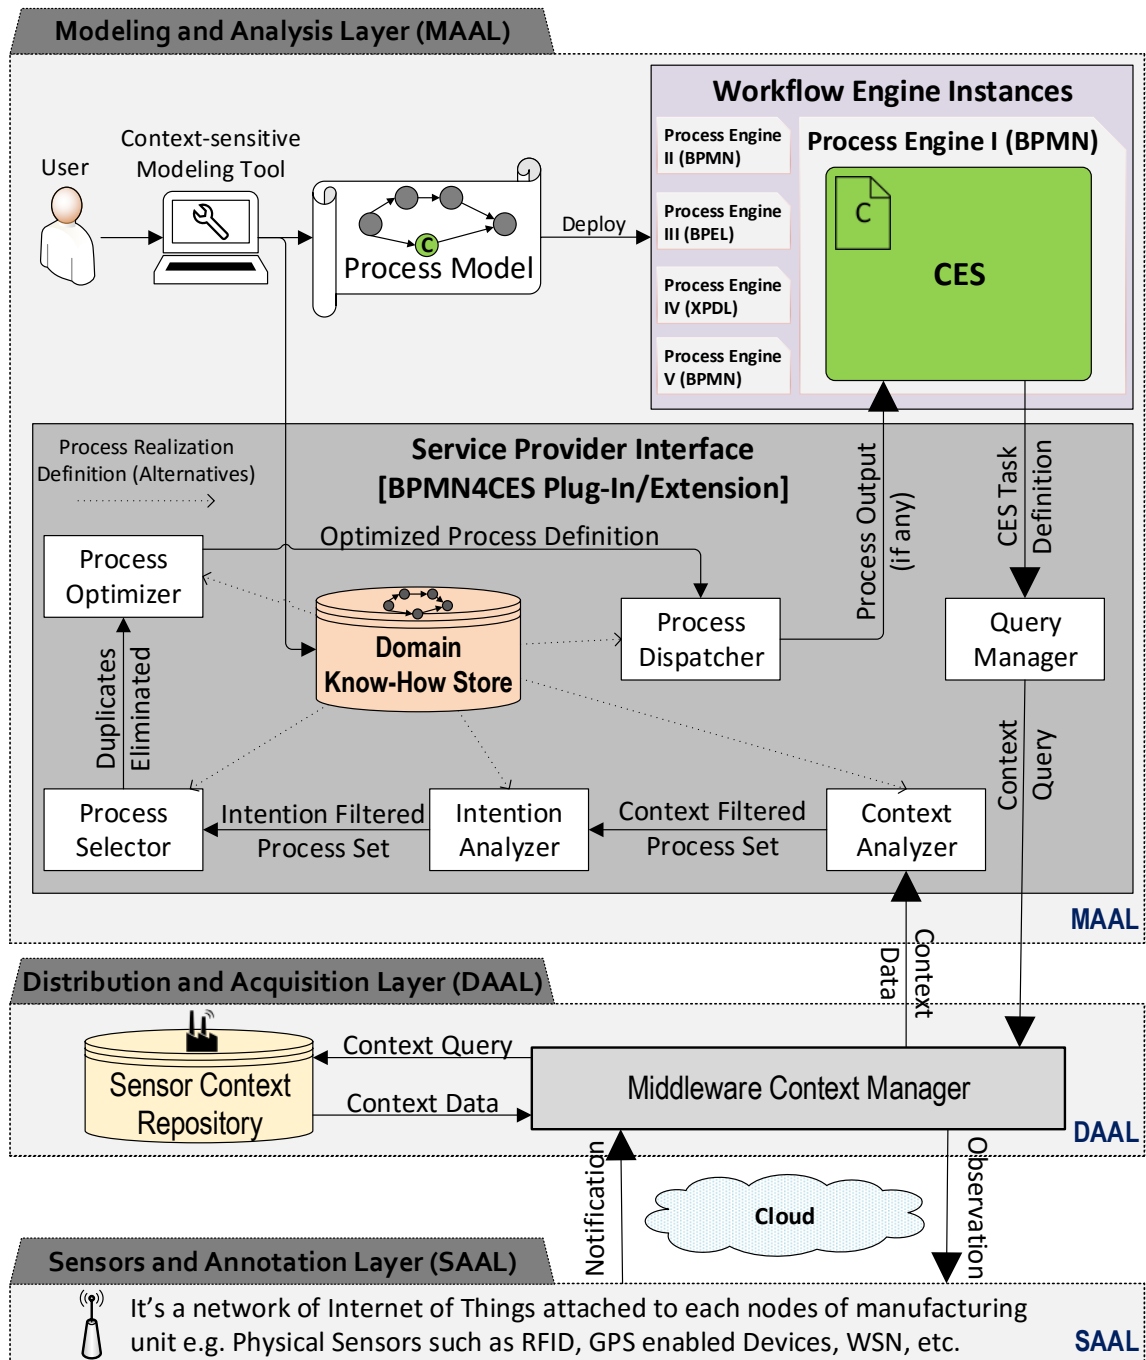 Modeling and Analysis Layer (MAAL)
User
Context-sensitive
Modeling Tool
C
Process Model
Deploy
Workflow Engine Instances
Process Engine
II (BPMN)
Process Engine
III (BPEL)
Process Engine
IV (XPDL)
Process Engine
V (BPMN)
Process Engine I (BPMN)
C
CES
Process Realization
Definition (Alternatives)
Service Provider Interface
[BPMN4CES Plug-In/Extension]
Process Output
(if any)
CES Task
Definition
Optimized Process Definition
Process
Optimizer
Domain
Know-How Store
Process
Dispatcher
Query
Manager
Duplicates
Eliminated
Context
Query
Process
Selector
Intention Filtered
Process Set
Intention
Analyzer
Context Filtered
Process Set
Context
Analyzer
MAAL
Context
Data
Distribution and Acquisition Layer (DAAL)
Sensor Context
Repository
Context Query
Context Data
Middleware Context Manager
DAAL
Notification
Cloud
Observation
Sensors and Annotation Layer (SAAL)
It's a network of Internet of Things attached to each nodes of manufacturing
unit e.g. Physical Sensors such as RFID, GPS enabled Devices, WSN, etc.
SAAL